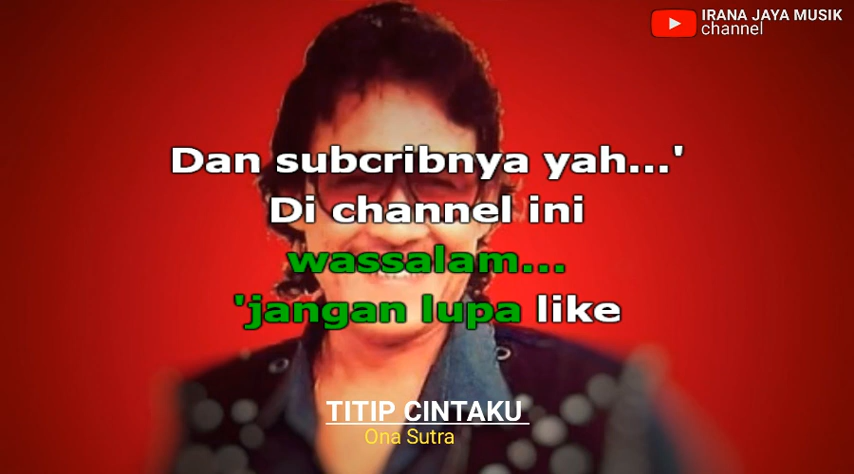 IRANA JAYA MUSIK
channel
Dan subcribnya yah...'
Di channel ini
wassalam...
'jangan lupa like
TITIP CINTAKU
Ona Sutra